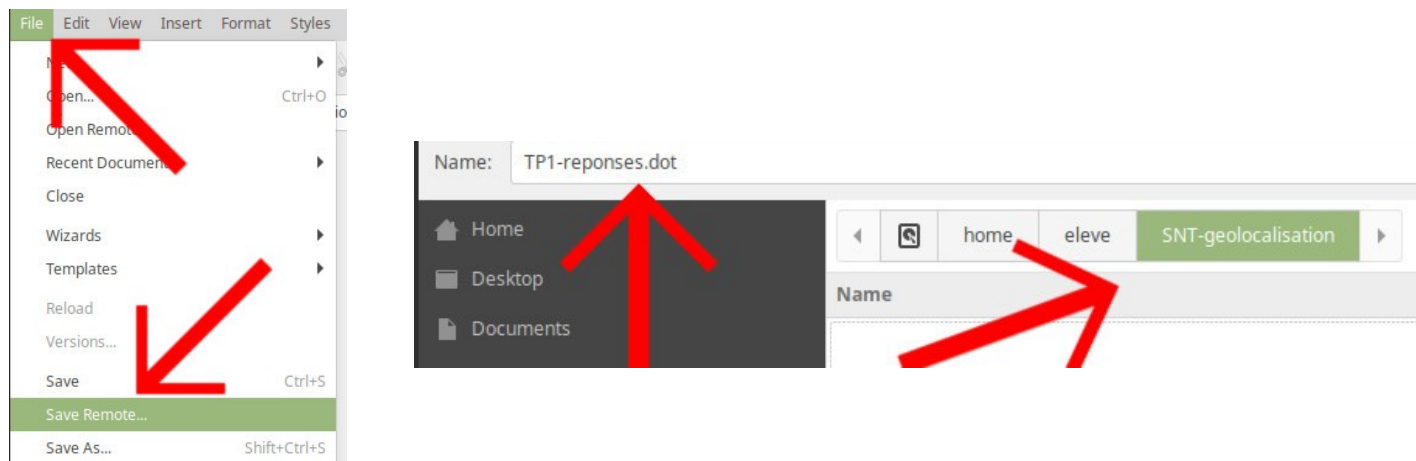 File Edit View Insert Format Styles
Open... Ctrl+O
Open Remote
Recent Documen
Close
Wizards
Templates
Reload
Versions...
Save Ctrl+S
Save Remote...
Save As... Shift+Ctrl+S
Name: TP1-reponses.dot
Home
Desktop
Documents
home eleve SNT-geolocalisation
Name